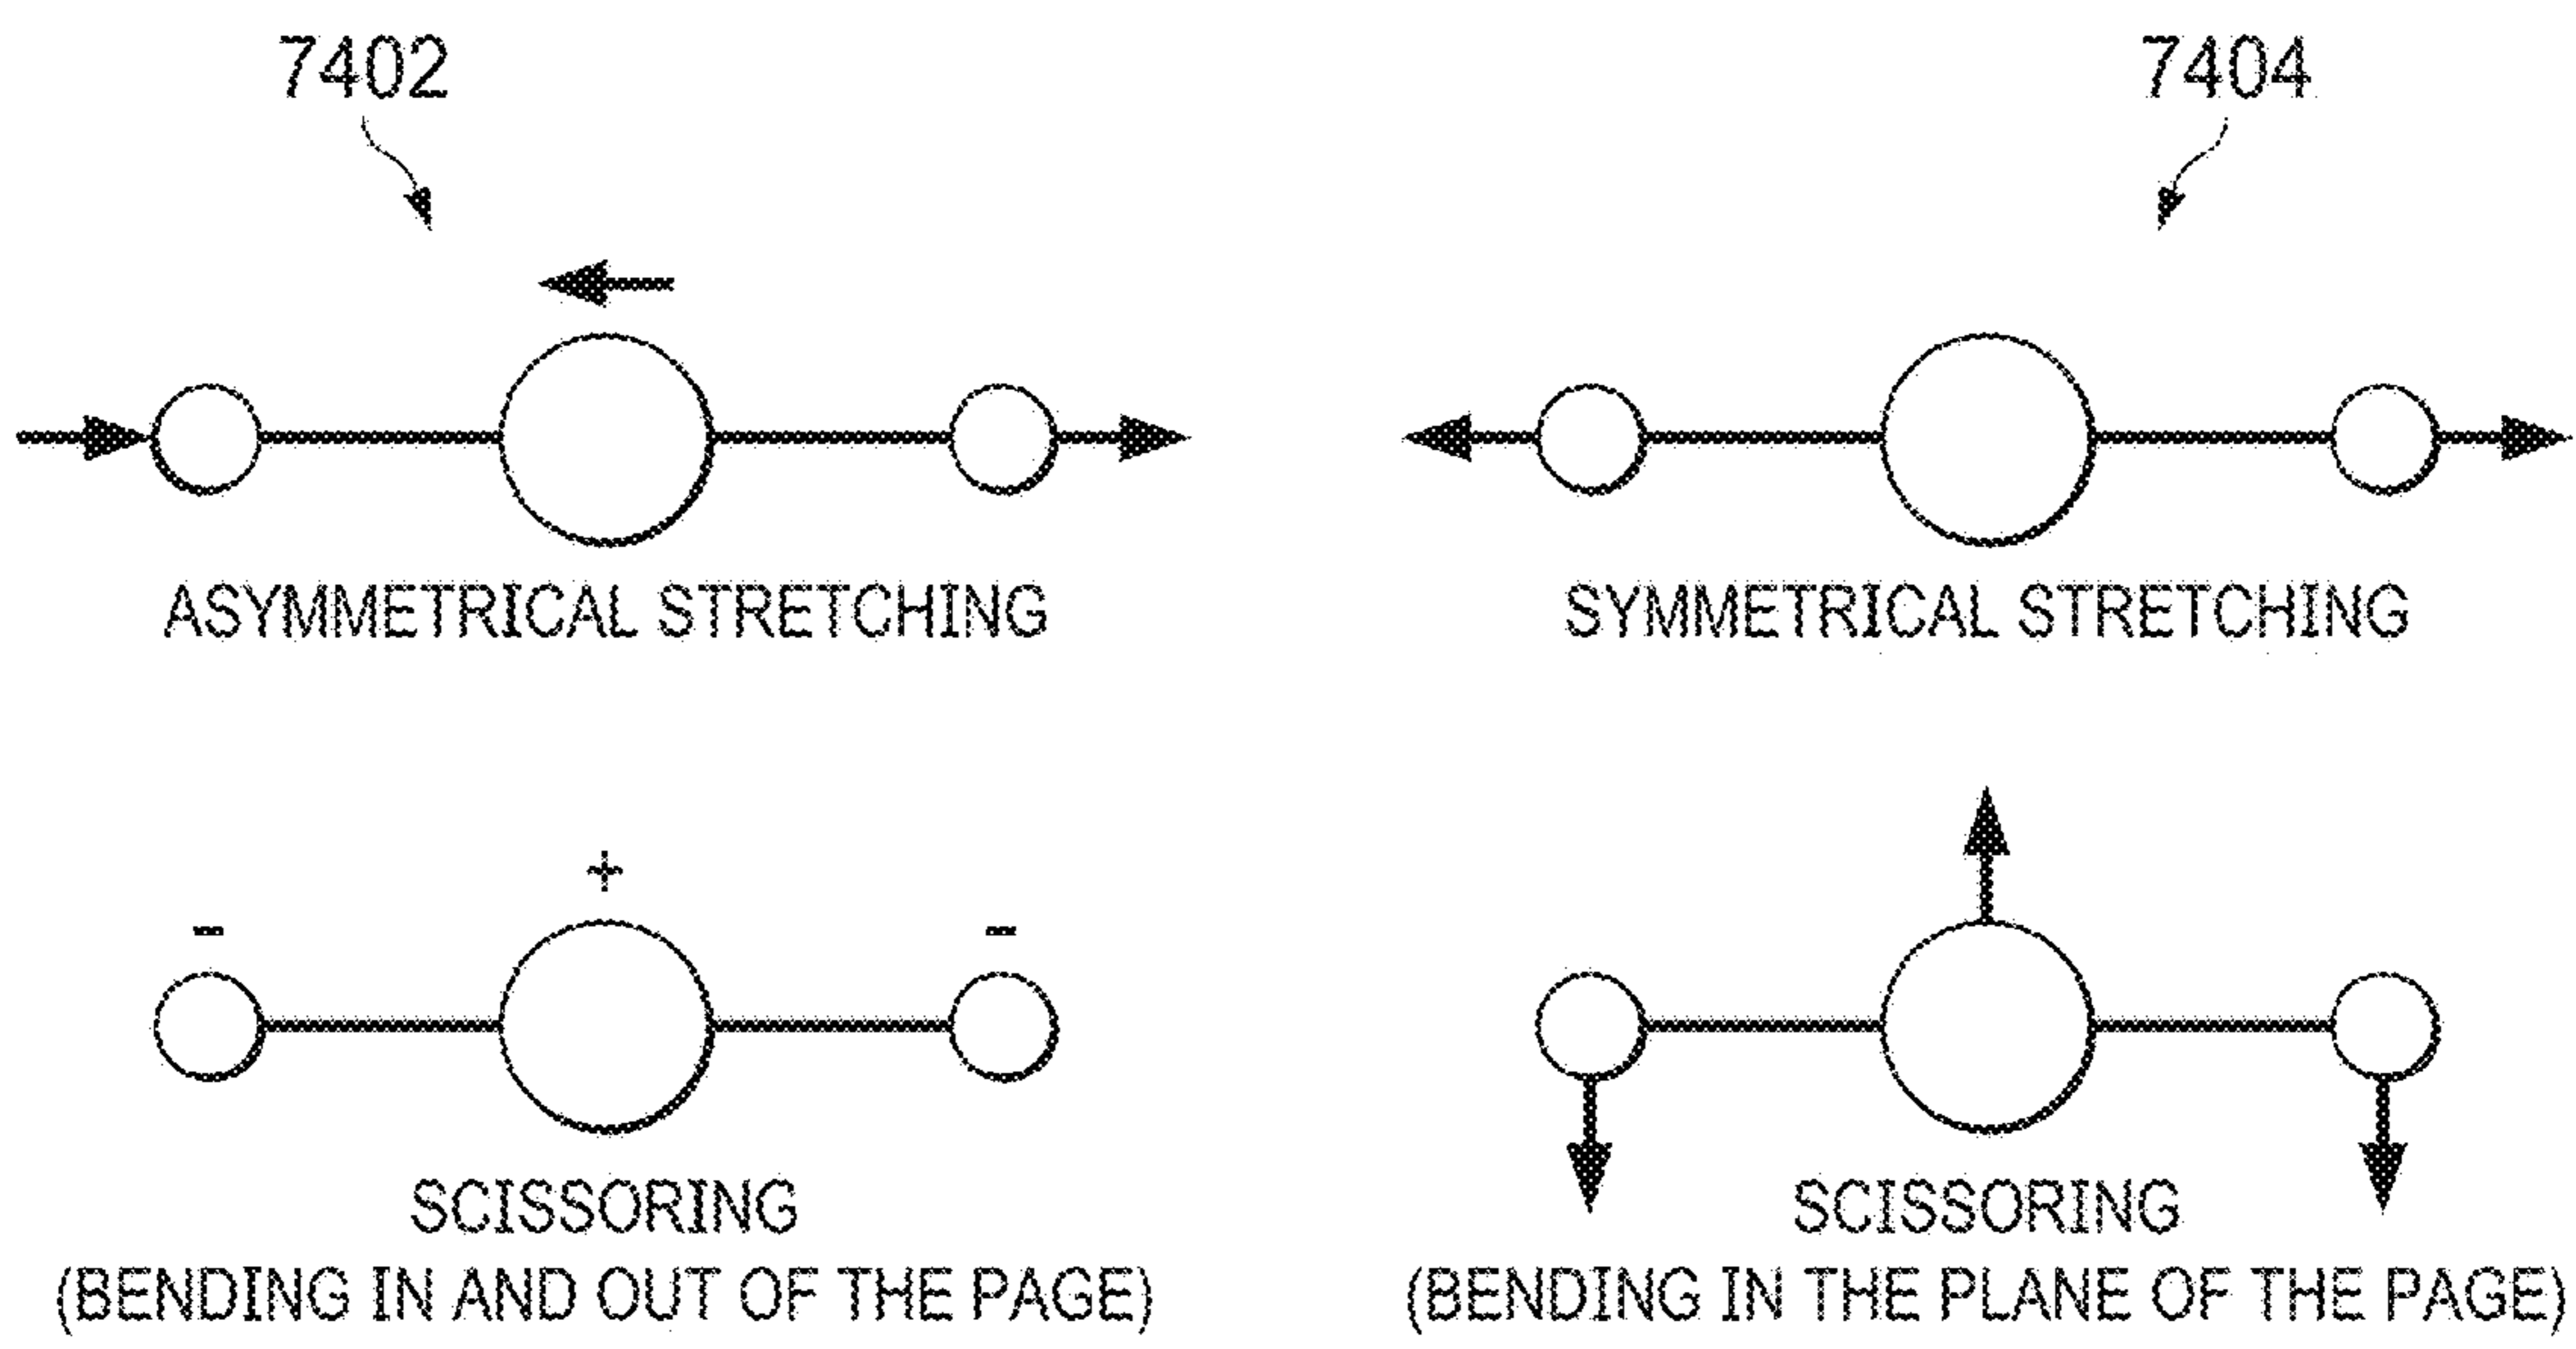 7402
7404
ASYMMETRICAL STRETCHING
SYMMETRICAL STRETCHING
+
- -
SCISSORING
(BENDING IN AND OUT OF THE PAGE)
SCISSORING
(BENDING IN THE PLANE OF THE PAGE)